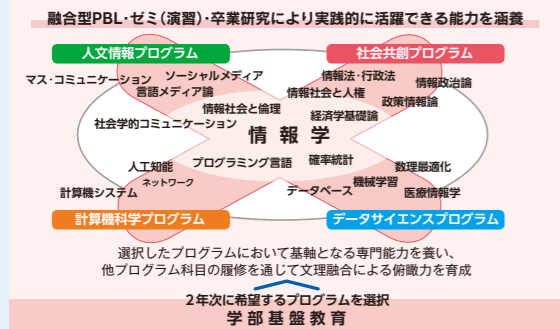 融合型PBL・ゼミ(演習)・卒業研究により実践的に活躍できる能力を涵養
人文情報プログラム
社会共創プログラム
マス・コミュニケーション
ソーシャルメディア
言語メディア論
情報法・行政法
情報政治論
情報社会と人権
政策情報論
情報社会と倫理
経済学基礎論
社会学的コミュニケーション
情報学
人工知能
プログラミング言語
確率統計
数理最適化
ネットワーク
機械学習
計算機システム
データベース
医療情報学
計算機科学プログラム
データサイエンスプログラム
選択したプログラムにおいて基軸となる専門能力を養い、
他プログラム科目の履修を通じて文理融合による俯瞰力を育成
2年次に希望するプログラムを選択
学部基盤教育